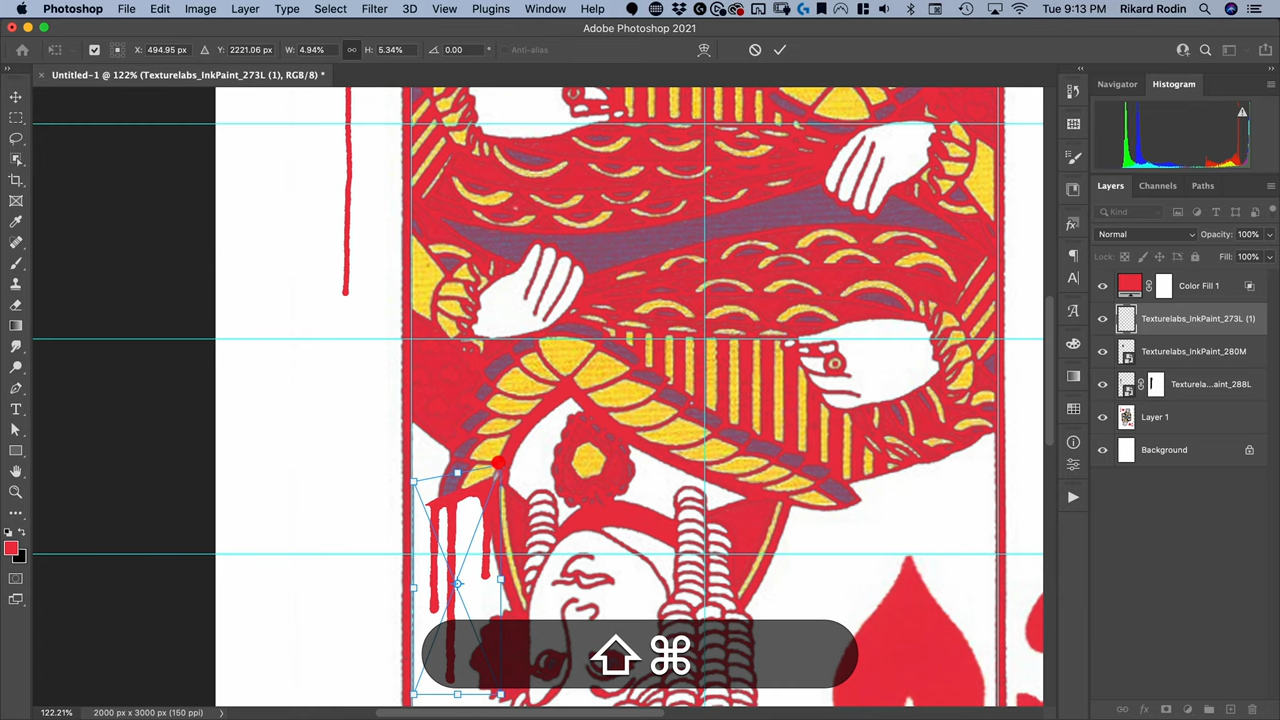 Photoshop File Edit Image Layer Type Select Filter 3D View Plugins Window Help Tue 9:13 PM Rikard Rodin
Adobe Photoshop 2021
X: 494.95 px Y: 2221.06 px W: 4.94% H: 5.34% 0.00 ° Anti-alias
Untitled-1 @ 122% (Texturelabs_InkPaint_273L (1), RGB/8) *
Navigator Histogram
Layers Channels Paths
Kind
Normal Opacity: 100%
Lock: Fill: 100%
Color Fill 1
Texturelabs_InkPaint_273L (1)
Texturelabs_InkPaint_280M
Texturela...aint_288L
Layer 1
Background
⇧ ⌘
122.21% 2000 px x 3000 px (150 ppi)